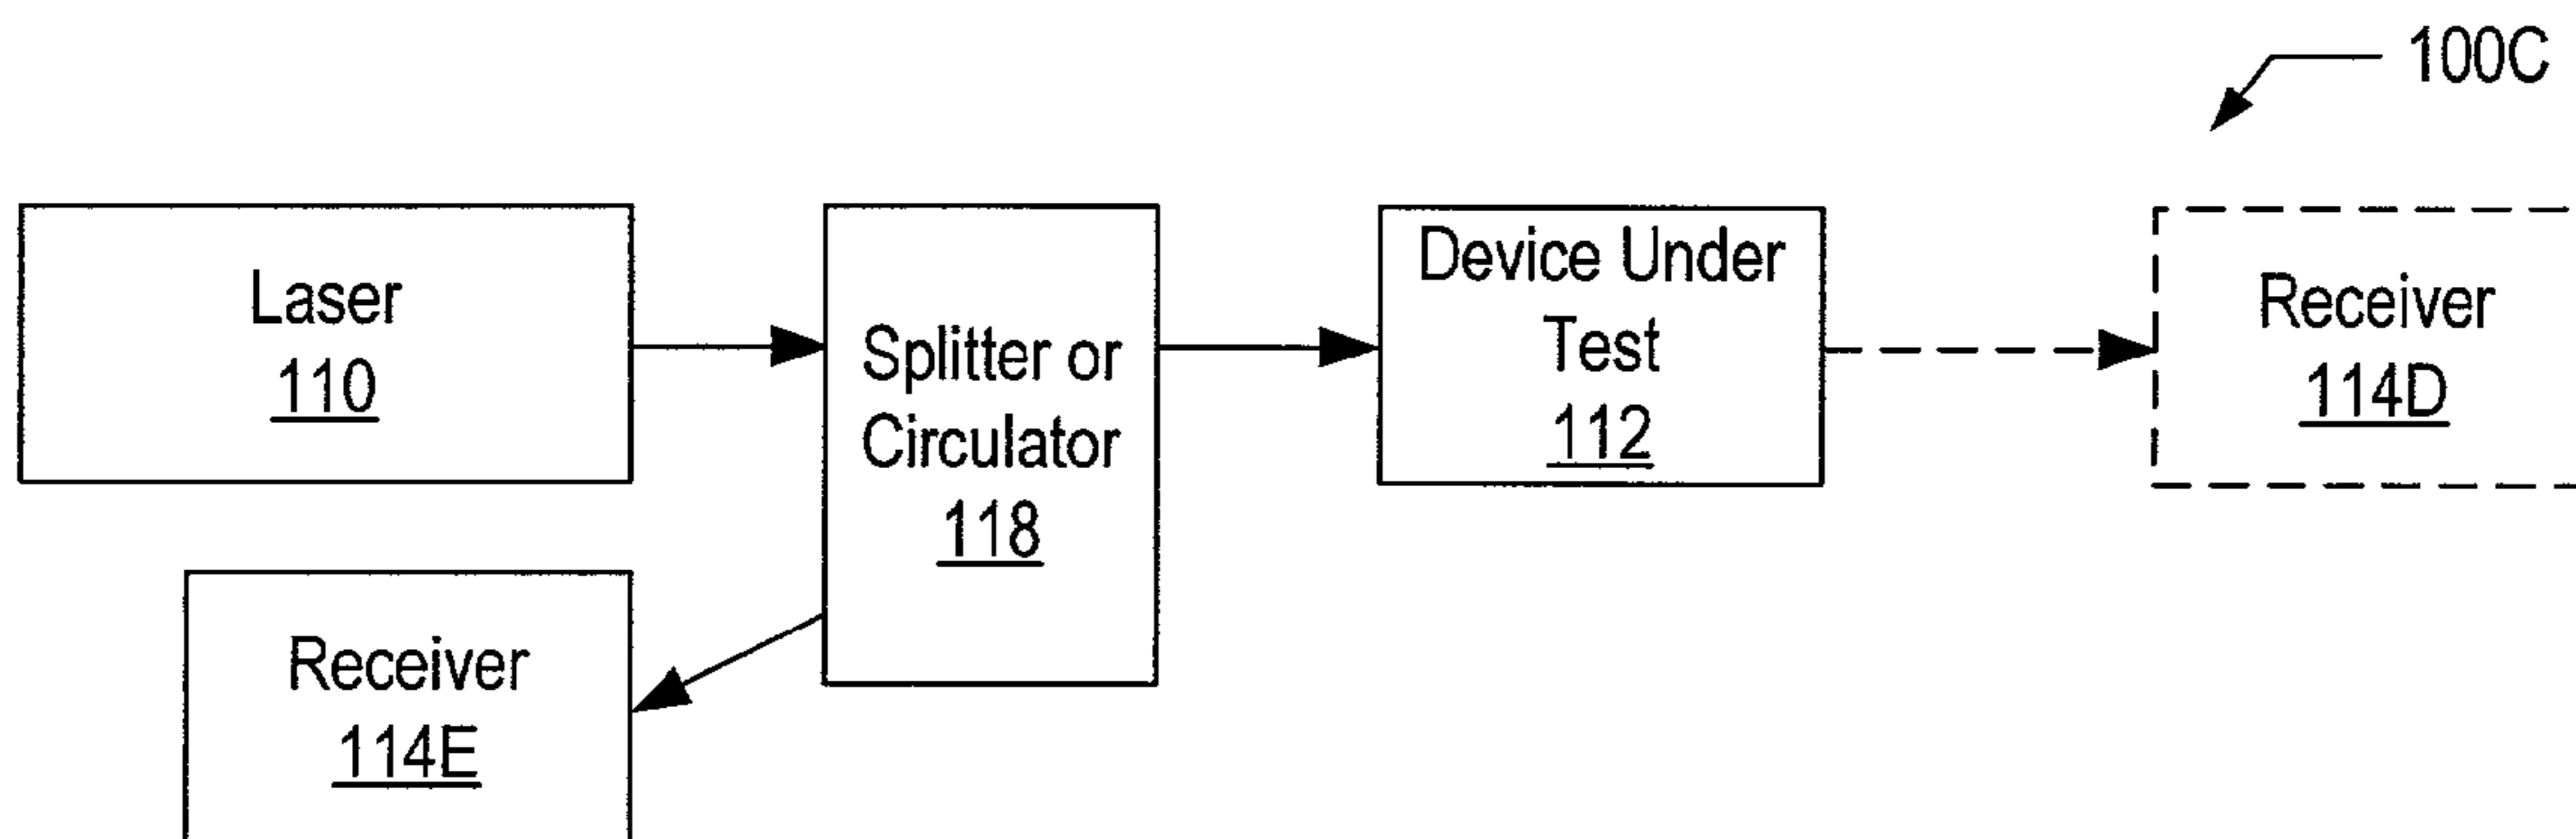 100C
Laser
110
Splitter or
Circulator
118
Device Under
Test
112
Receiver
114D
Receiver
114E